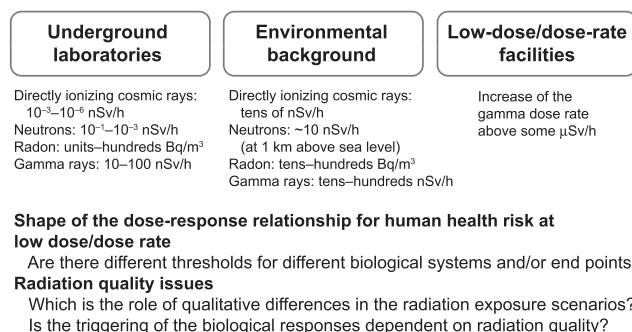 Underground
laboratories
Environmental
background
Low-dose/dose-rate
facilities
Directly ionizing cosmic rays:
10⁻³–10⁻⁶ nSv/h
Neutrons: 10⁻¹–10⁻³ nSv/h
Radon: units–hundreds Bq/m³
Gamma rays: 10–100 nSv/h
Directly ionizing cosmic rays:
tens of nSv/h
Neutrons: ~10 nSv/h
(at 1 km above sea level)
Radon: tens–hundreds Bq/m³
Gamma rays: tens–hundreds nSv/h
Increase of the
gamma dose rate
above some μSv/h
Shape of the dose-response relationship for human health risk at
low dose/dose rate
Are there different thresholds for different biological systems and/or end points
Radiation quality issues
Which is the role of qualitative differences in the radiation exposure scenarios?
Is the triggering of the biological responses dependent on radiation quality?